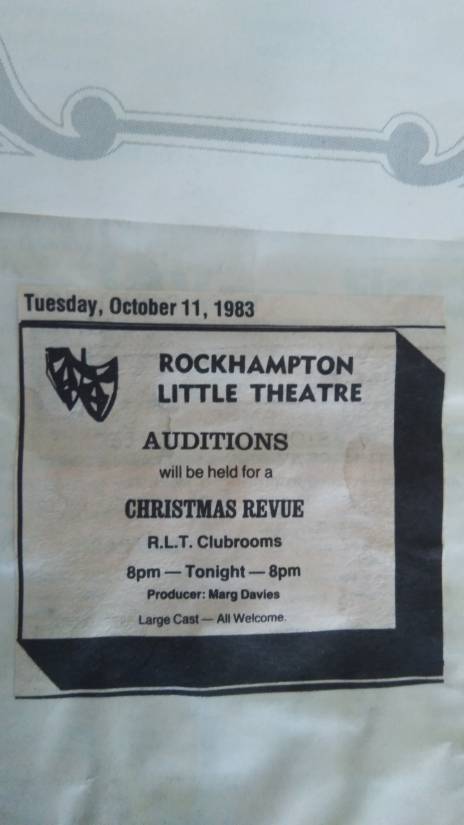 Tuesday, October 11, 1983
ROCKHAMPTON
LITTLE THEATRE
AUDITIONS
will be held for a
CHRISTMAS REVUE
R.L.T. Clubrooms
8pm — Tonight — 8pm
Producer: Marg Davies
Large Cast — All Welcome.